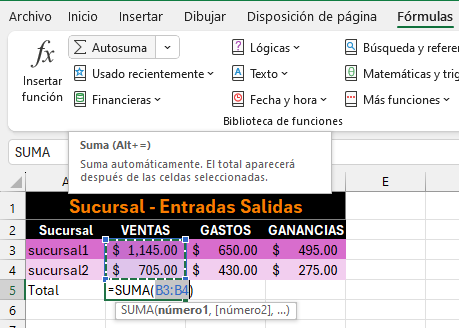 Archivo Inicio Insertar Dibujar Disposición de página Fórmulas
fx Insertar función
Autosuma
Usado recientemente
Financieras
Lógicas
Texto
Fecha y hora
Búsqueda y refere
Matemáticas y trig
Más funciones
Biblioteca de funciones
SUMA
Suma (Alt+=)
Suma automáticamente. El total aparecerá
después de las celdas seleccionadas.
E
1 Sucursal - Entradas Salidas
2 Sucursal VENTAS GASTOS GANANCIAS
3 sucursal1 $ 1,145.00 $ 650.00 $ 495.00
4 sucursal2 $ 705.00 $ 430.00 $ 275.00
5 Total =SUMA(B3:B4)
6 SUMA(número1, [número2], ...)
7